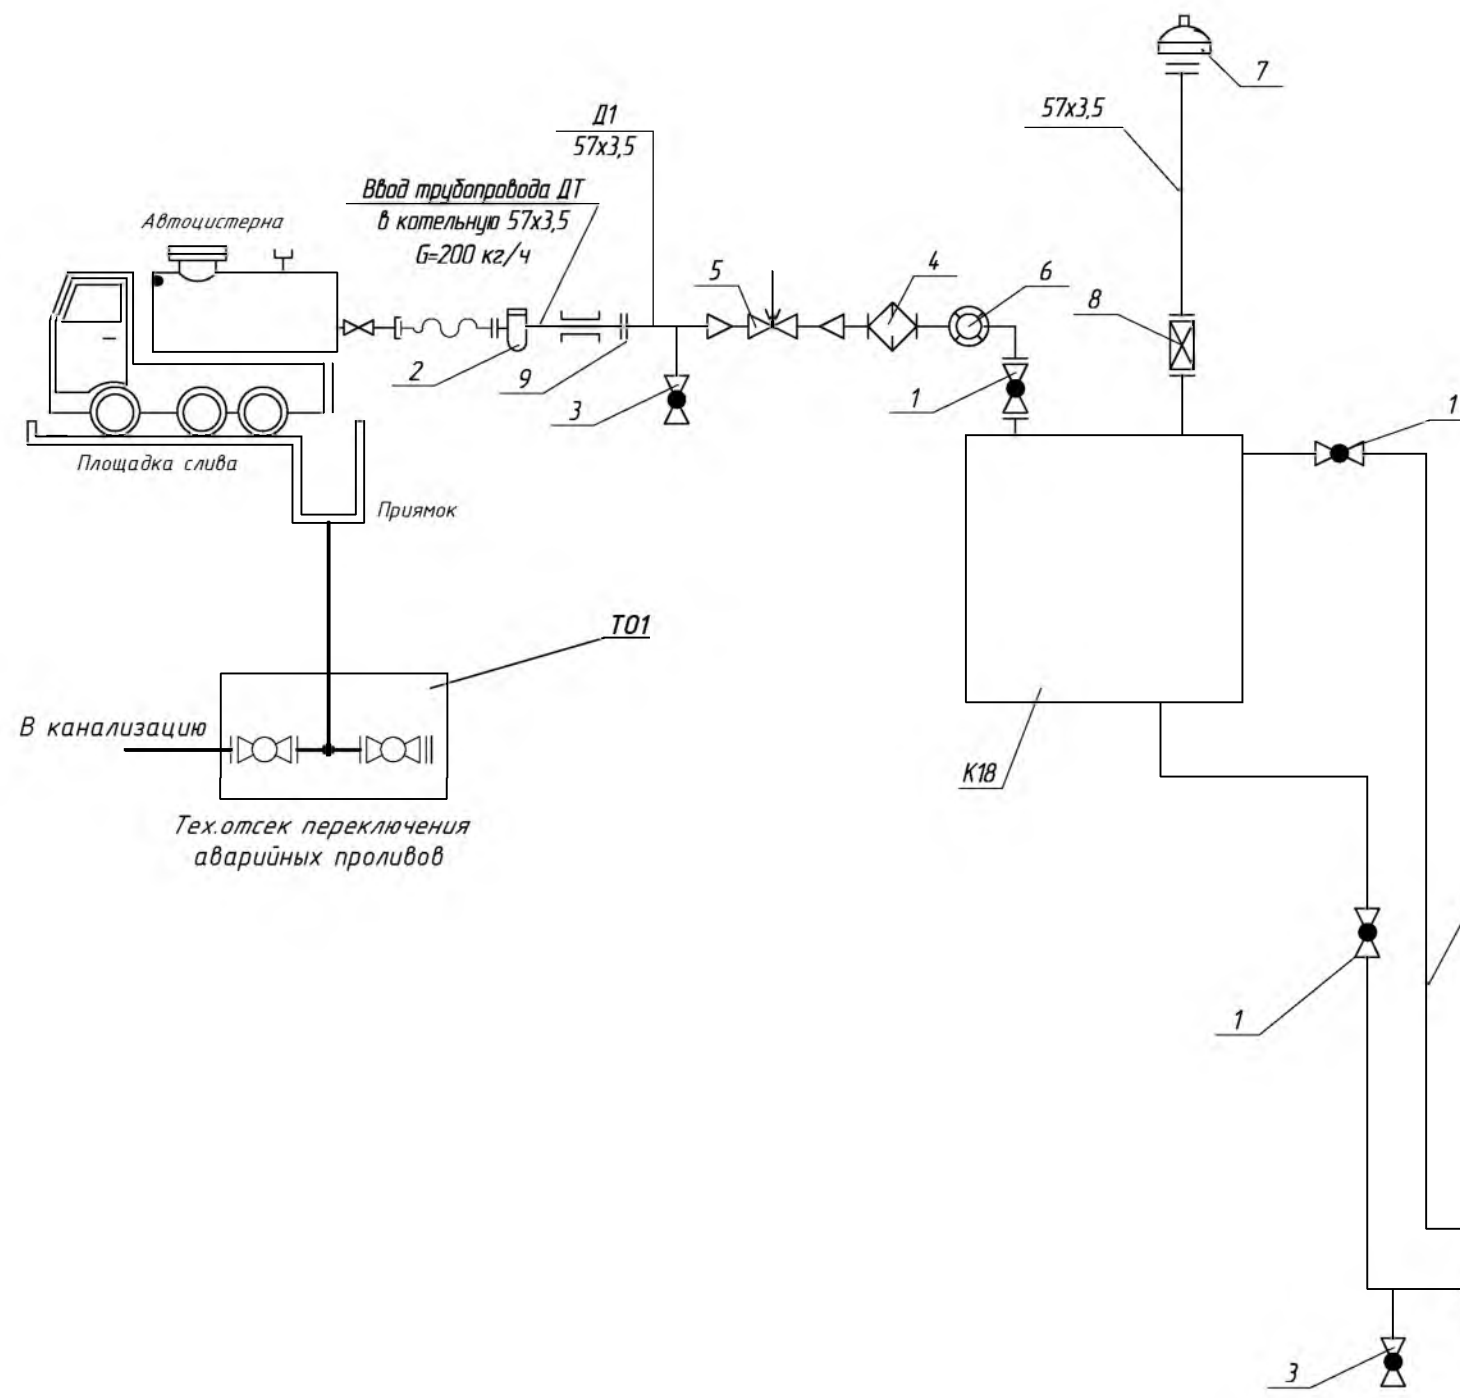 7
57х3,5
Д1
57х3,5
Ввод трубопровода ДТ
в котельную 57х3,5
G=200 кг/ч
Автоцистерна
5
4
6
8
2
9
3
1
1
Площадка слива
Приямок
ТО1
В канализацию
К18
Тех.отсек переключения
аварийных проливов
1
3